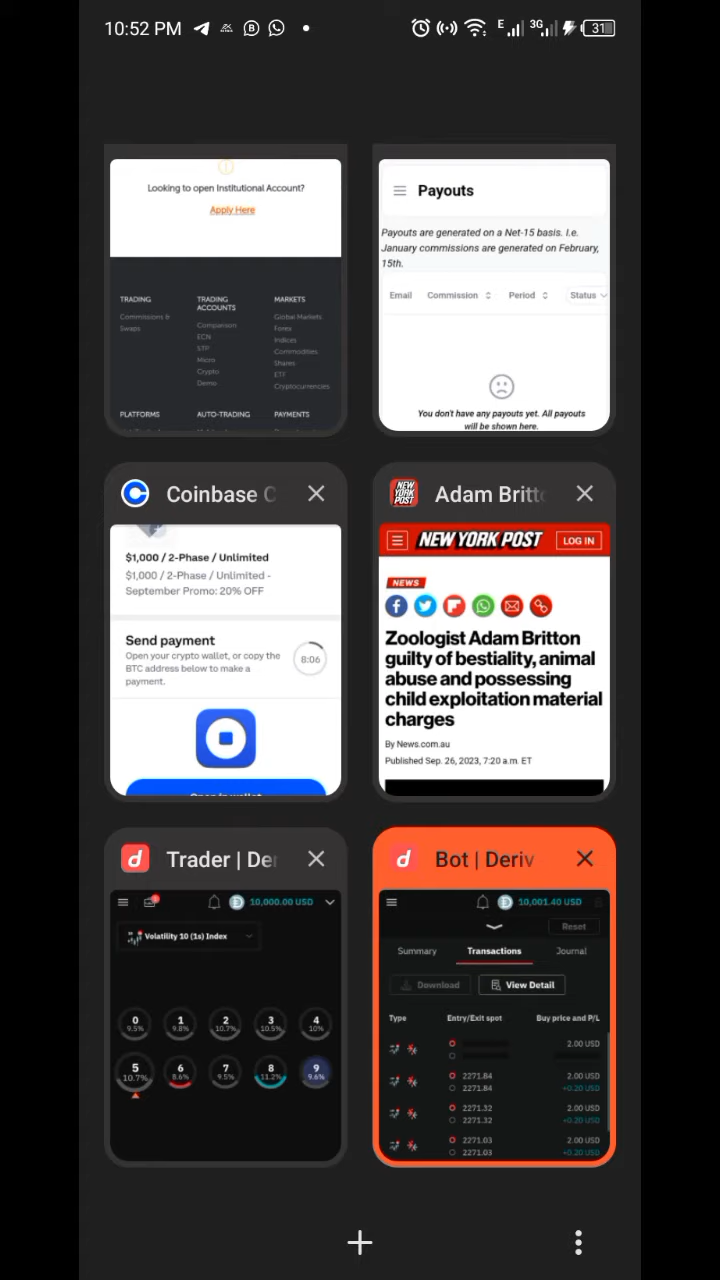 10:52 PM
E 3G 31
Looking to open Institutional Account?
Apply Here
TRADING
Commissions &
Swaps
TRADING
ACCOUNTS
Comparison
ECN
STP
Micro
Crypto
Demo
MARKETS
Global Markets
Forex
Indices
Commodities
Shares
ETF
Cryptocurrencies
PLATFORMS
AUTO-TRADING
PAYMENTS
Payouts
Payouts are generated on a Net-15 basis. I.e.
January commissions are generated on February,
15th.
Email Commission Period Status
You don't have any payouts yet. All payouts
will be shown here.
Coinbase C
$1,000 / 2-Phase / Unlimited
$1,000 / 2-Phase / Unlimited -
September Promo: 20% OFF
Send payment
Open your crypto wallet, or copy the
BTC address below to make a
payment.
8:06
Open in wallet
Adam Britt
NEW YORK POST
LOG IN
NEWS
Zoologist Adam Britton
guilty of bestiality, animal
abuse and possessing
child exploitation material
charges
By News.com.au
Published Sep. 26, 2023, 7:20 a.m. ET
Trader | De
10,000.00 USD
Volatility 10 (1s) Index
0 1 2 3 4
9.5% 9.8% 10.7% 10.5% 10%
5 6 7 8 9
10.7% 8.6% 9.5% 11.2% 9.6%
Bot | Deriv
10,001.40 USD
Reset
Summary Transactions Journal
Download View Detail
Type Entry/Exit spot Buy price and P/L
2.00 USD
2271.84 2.00 USD
2271.84 +0.20 USD
2271.32 2.00 USD
2271.32 +0.20 USD
2271.03 2.00 USD
2271.03 +0.20 USD